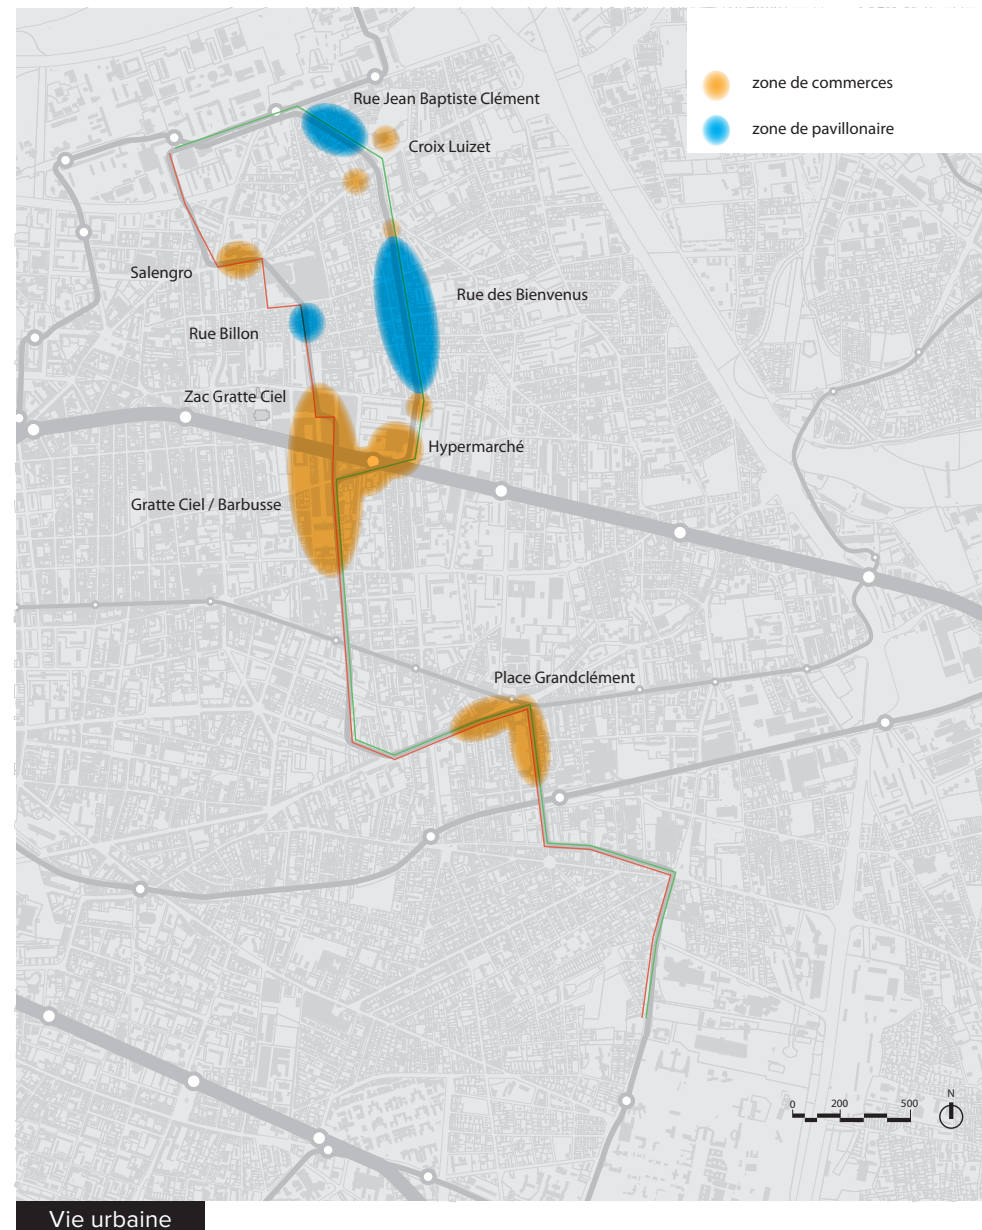 zone de commerces
zone de pavillonaire
Rue Jean Baptiste Clément
Croix Luizet
Salengro
Rue des Bienvenus
Rue Billon
Zac Gratte Ciel
Hypermarché
Gratte Ciel / Barbusse
Place Grandclément
N
0 200 500
Vie urbaine